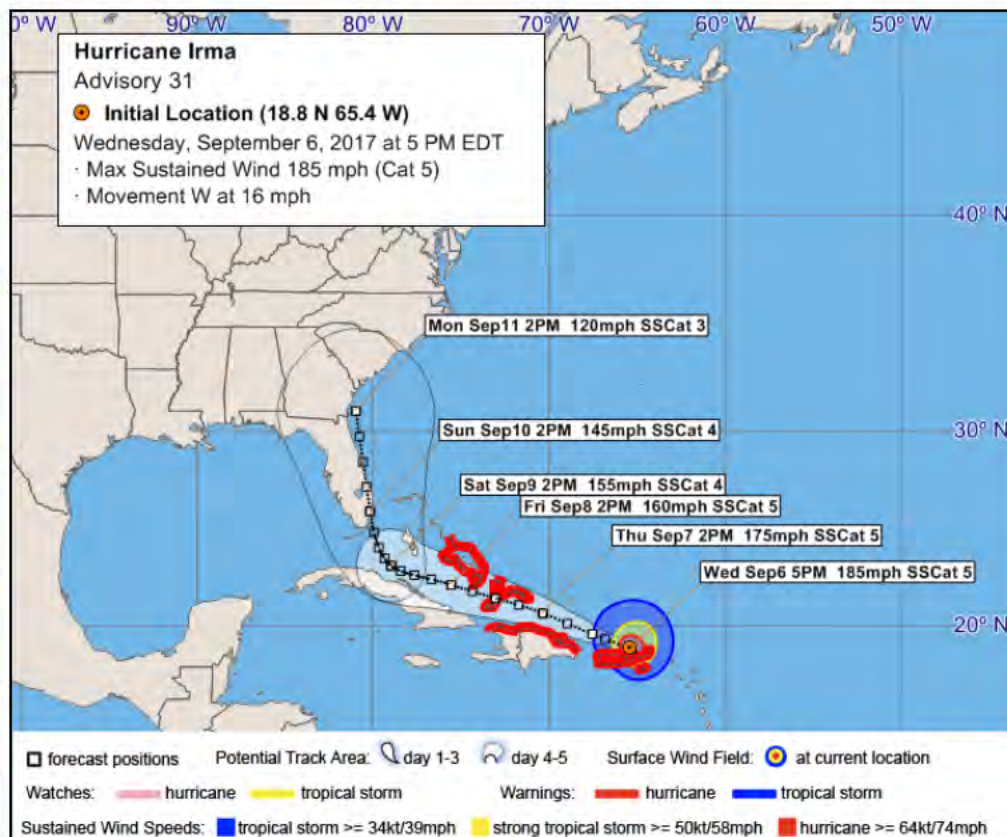 0° W 90° W 80° W 70° W 60° W 50° W
Hurricane Irma
Advisory 31
Initial Location (18.8 N 65.4 W)
Wednesday, September 6, 2017 at 5 PM EDT
· Max Sustained Wind 185 mph (Cat 5)
· Movement W at 16 mph
40° N
Mon Sep11 2PM 120mph SSCat 3
30° N
Sun Sep10 2PM 145mph SSCat 4
Sat Sep9 2PM 155mph SSCat 4
Fri Sep8 2PM 160mph SSCat 5
Thu Sep7 2PM 175mph SSCat 5
Wed Sep6 5PM 185mph SSCat 5
20° N
forecast positions Potential Track Area: day 1-3 day 4-5 Surface Wind Field: at current location
Watches: hurricane tropical storm Warnings: hurricane tropical storm
Sustained Wind Speeds: tropical storm >= 34kt/39mph strong tropical storm >= 50kt/58mph hurricane >= 64kt/74mph